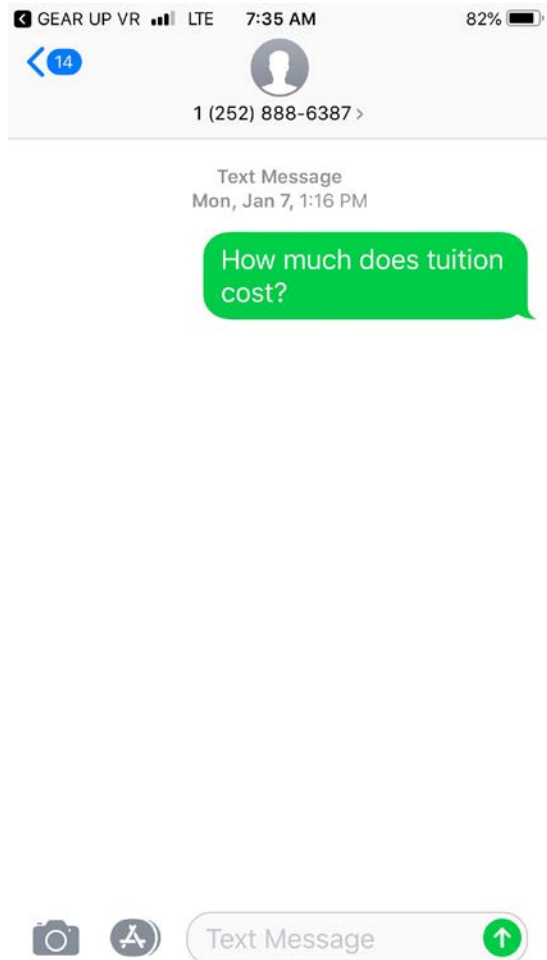 GEAR UP VR LTE 7:35 AM 82%
14
1 (252) 888-6387 >
Text Message
Mon, Jan 7, 1:16 PM
How much does tuition
cost?
Text Message